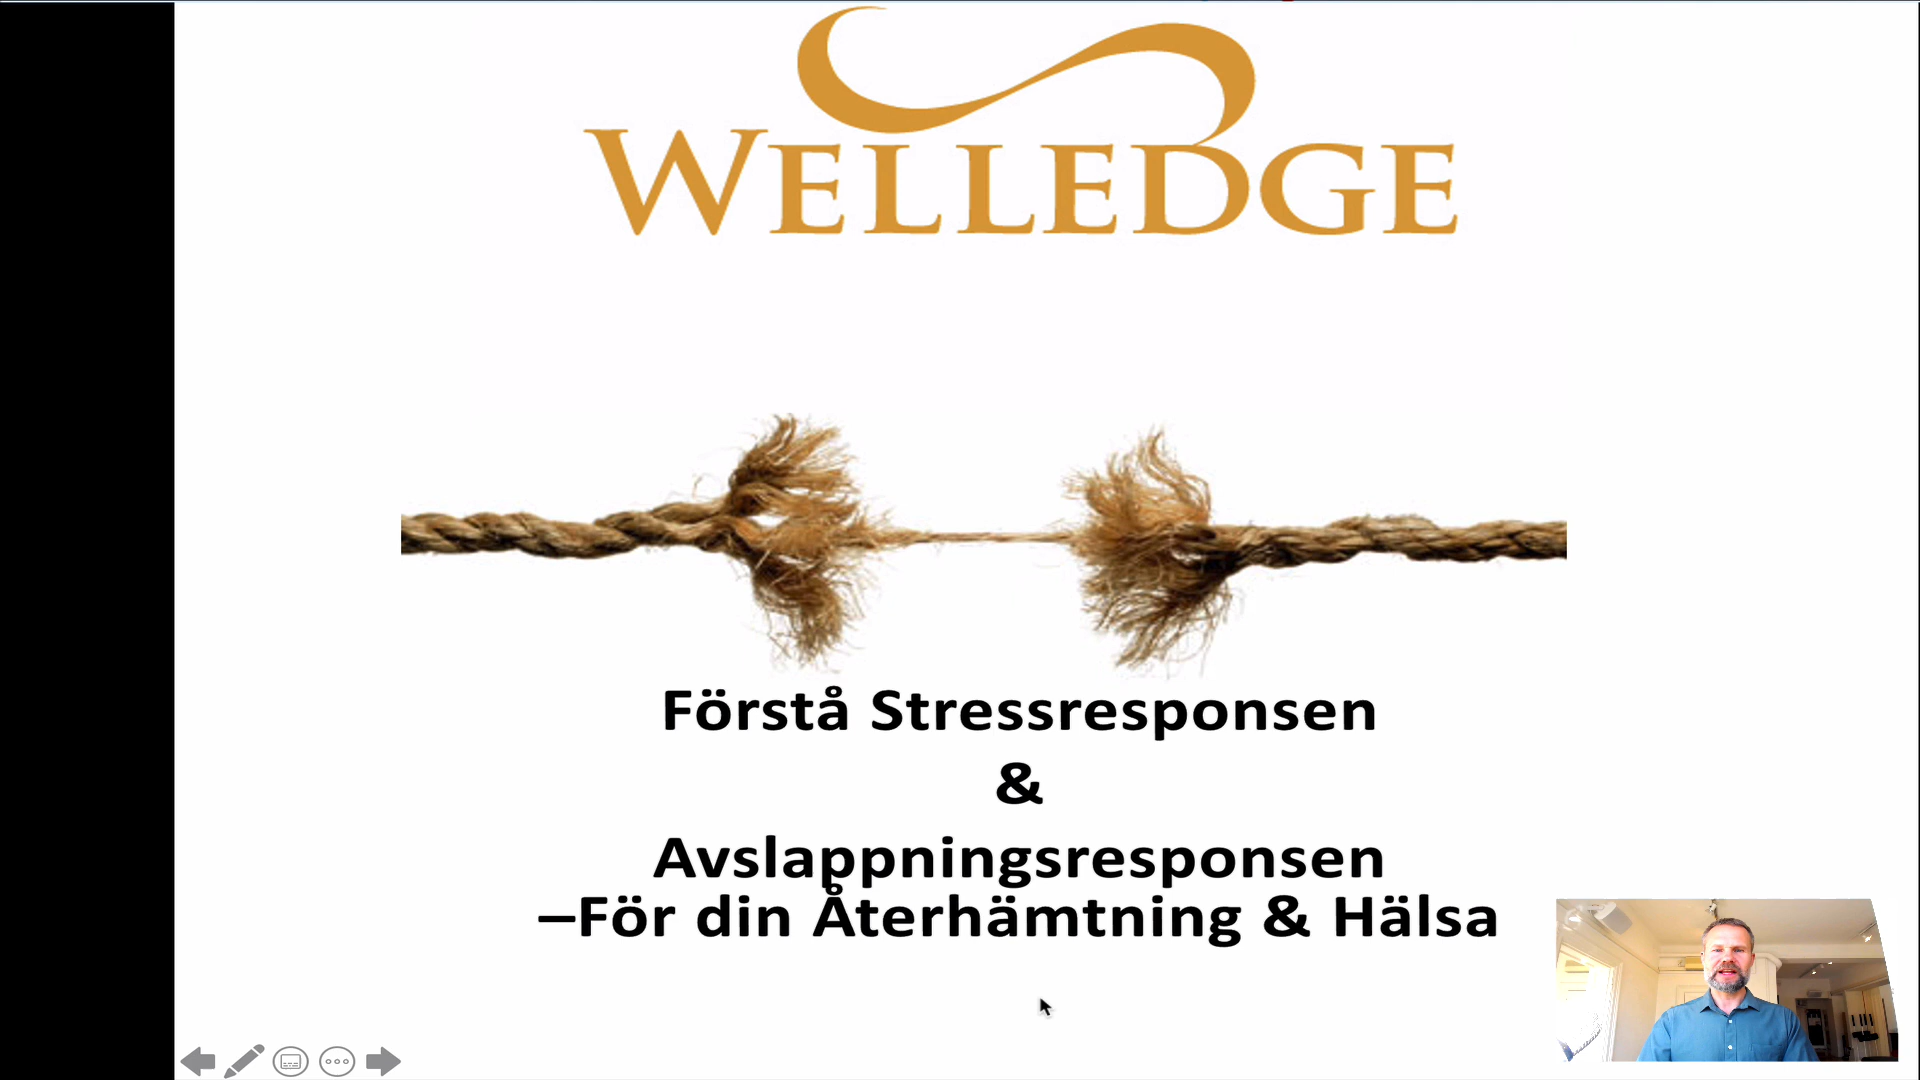 WELLEDGE
Förstå Stressresponsen
&
Avslappningsresponsen
–För din Återhämtning & Hälsa